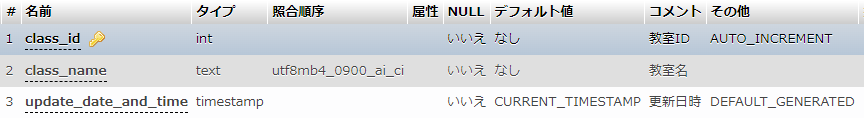 # 名前 タイプ 照合順序 属性 NULL デフォルト値 コメント その他
1 class_id int いいえ なし 教室ID AUTO_INCREMENT
2 class_name text utf8mb4_0900_ai_ci いいえ なし 教室名
3 update_date_and_time timestamp いいえ CURRENT_TIMESTAMP 更新日時 DEFAULT_GENERATED